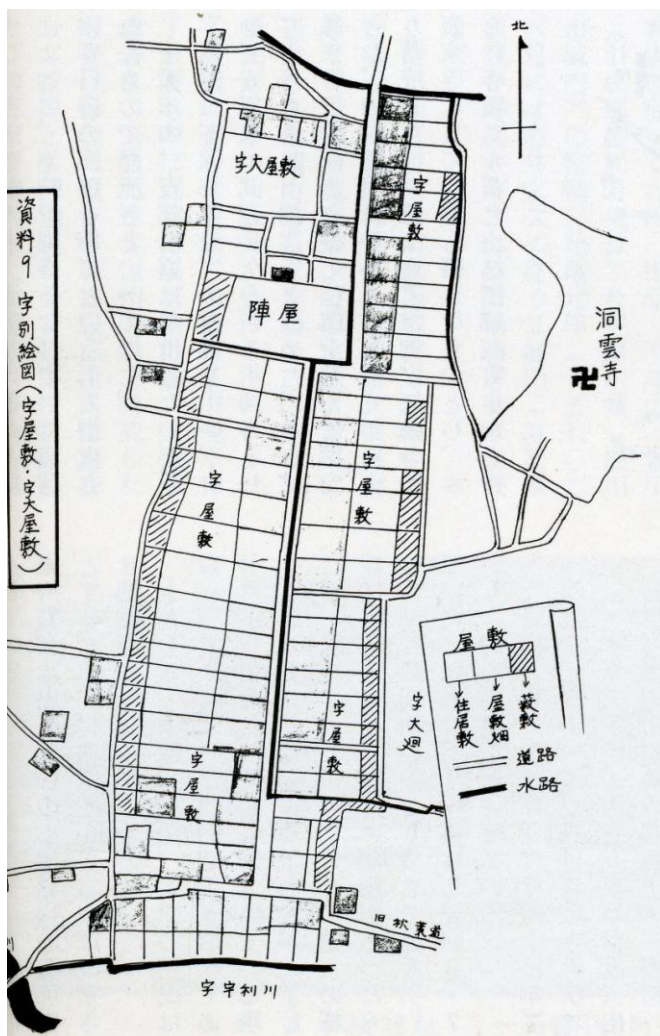 北
字大屋敷
字屋敷
陣屋
洞雲寺
卍
資料9 字別絵図(字屋敷・字大屋敷)
字屋敷
字屋敷
屋敷
住居敷
屋敷畑
藪敷
道路
水路
字大廻
字屋敷
字屋敷
旧秋葉道
字宇利川
川